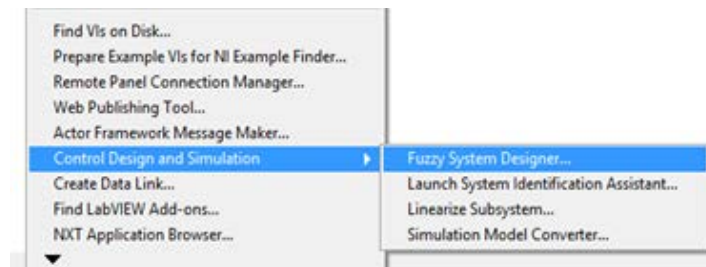 Find VIs on Disk...
Prepare Example VIs for NI Example Finder...
Remote Panel Connection Manager...
Web Publishing Tool...
Actor Framework Message Maker...
Control Design and Simulation
Create Data Link...
Find LabVIEW Add-ons...
NXT Application Browser...
Fuzzy System Designer...
Launch System Identification Assistant...
Linearize Subsystem...
Simulation Model Converter...